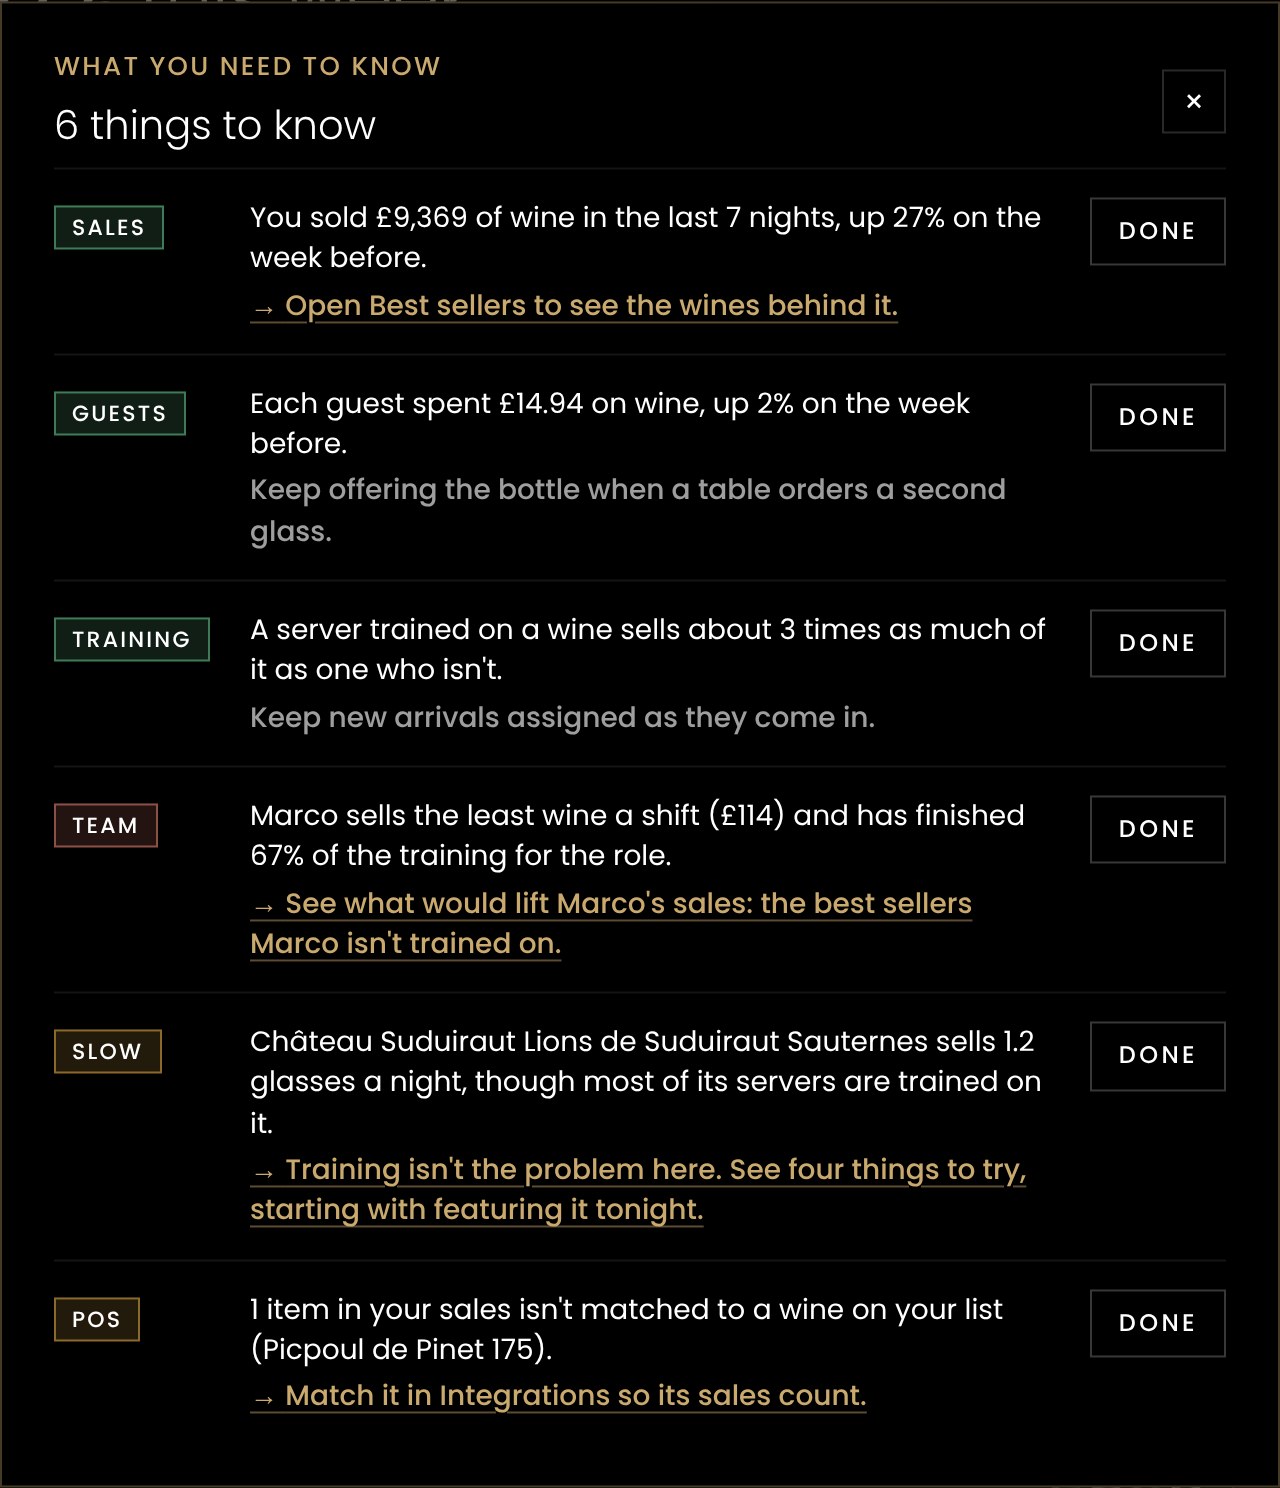 WHAT YOU NEED TO KNOW
6 things to know
×
SALES
You sold £9,369 of wine in the last 7 nights, up 27% on the
week before.
→ Open Best sellers to see the wines behind it.
DONE
GUESTS
Each guest spent £14.94 on wine, up 2% on the week
before.
Keep offering the bottle when a table orders a second
glass.
DONE
TRAINING
A server trained on a wine sells about 3 times as much of
it as one who isn't.
Keep new arrivals assigned as they come in.
DONE
TEAM
Marco sells the least wine a shift (£114) and has finished
67% of the training for the role.
→ See what would lift Marco's sales: the best sellers
Marco isn't trained on.
DONE
SLOW
Château Suduiraut Lions de Suduiraut Sauternes sells 1.2
glasses a night, though most of its servers are trained on
it.
→ Training isn't the problem here. See four things to try,
starting with featuring it tonight.
DONE
POS
1 item in your sales isn't matched to a wine on your list
(Picpoul de Pinet 175).
→ Match it in Integrations so its sales count.
DONE